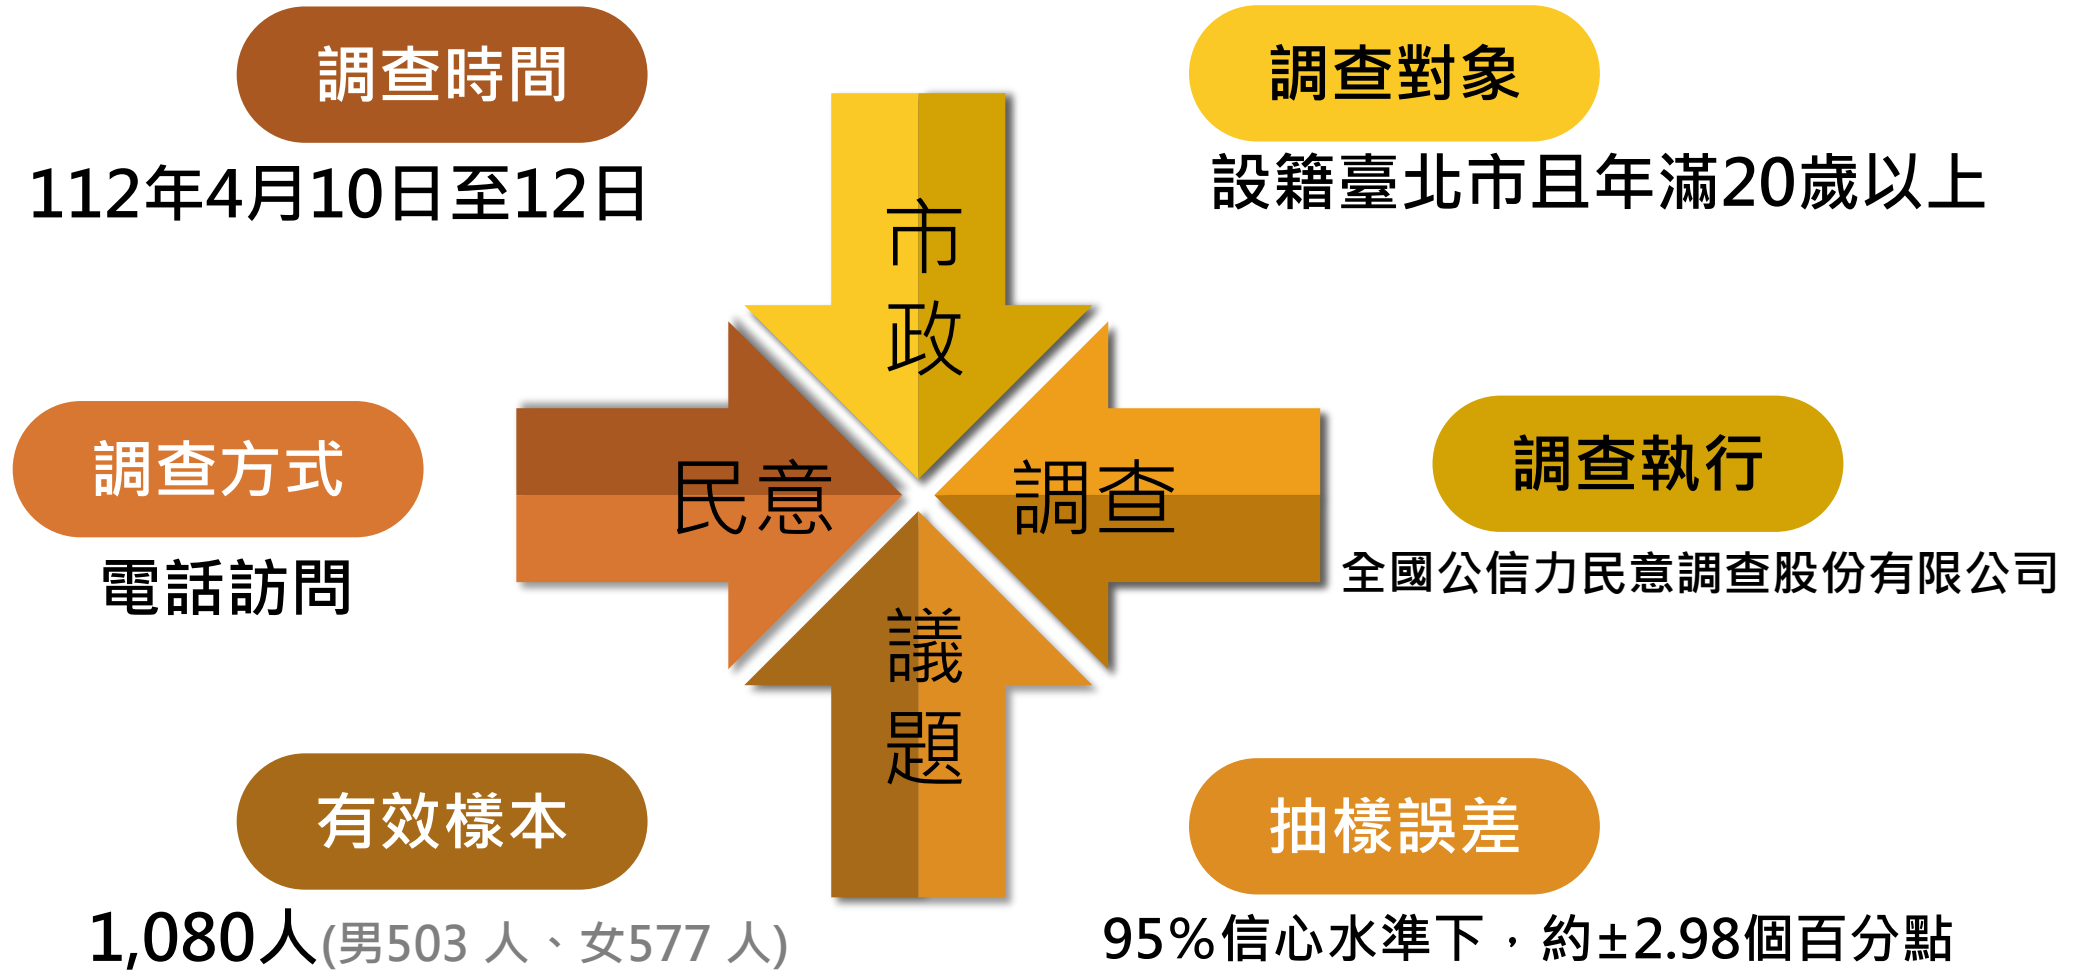 調查時間
112年4月10日至12日
調查對象
設籍臺北市且年滿20歲以上
市政
民意
調查
議題
調查方式
電話訪問
調查執行
全國公信力民意調查股份有限公司
有效樣本
1,080人(男503 人、女577 人)
抽樣誤差
95%信心水準下，約±2.98個百分點